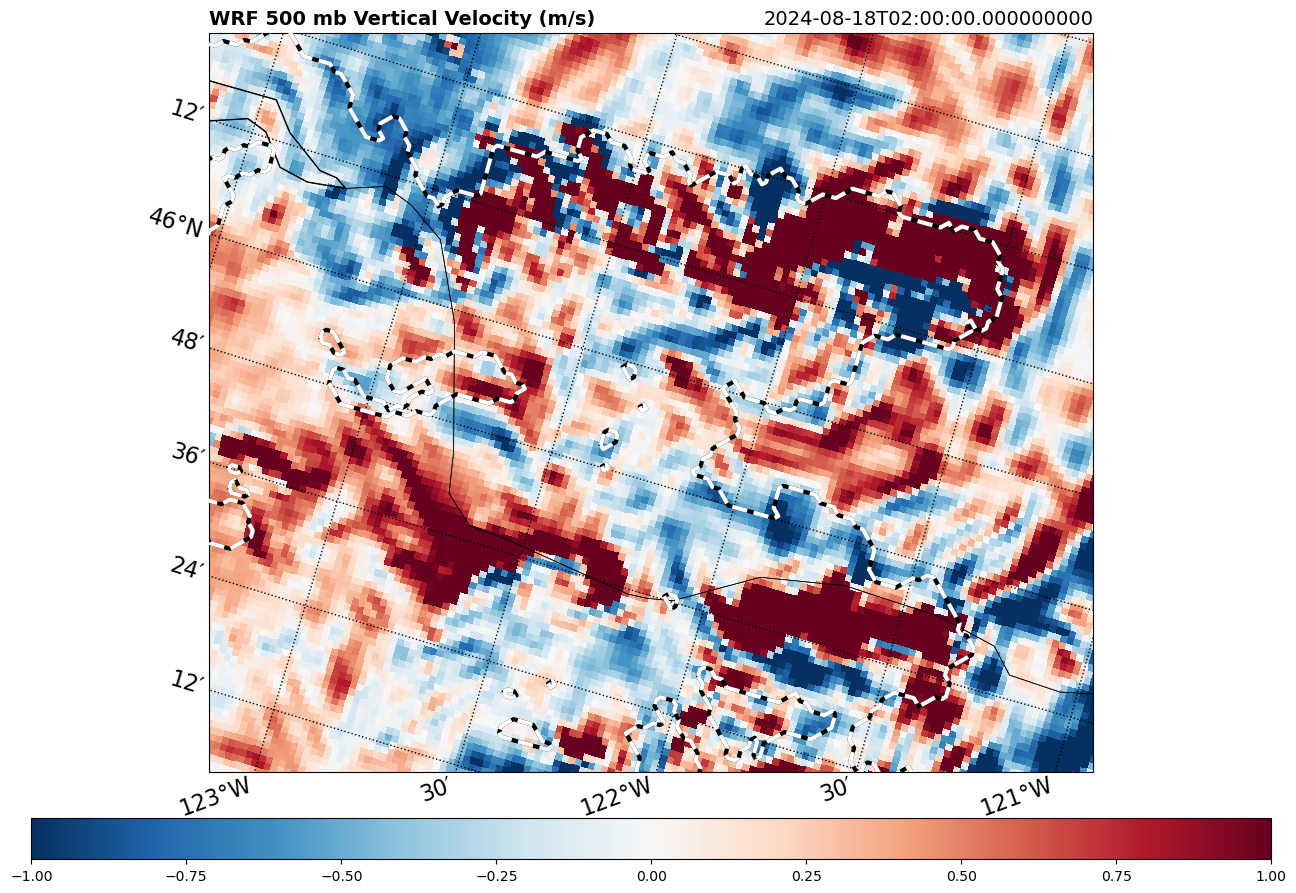 WRF 500 mb Vertical Velocity (m/s)
2024-08-18T02:00:00.000000000
12′
46°N
48′
36′
24′
12′
123°W
30′
122°W
30′
121°W
−1.00
−0.75
−0.50
−0.25
0.00
0.25
0.50
0.75
1.00